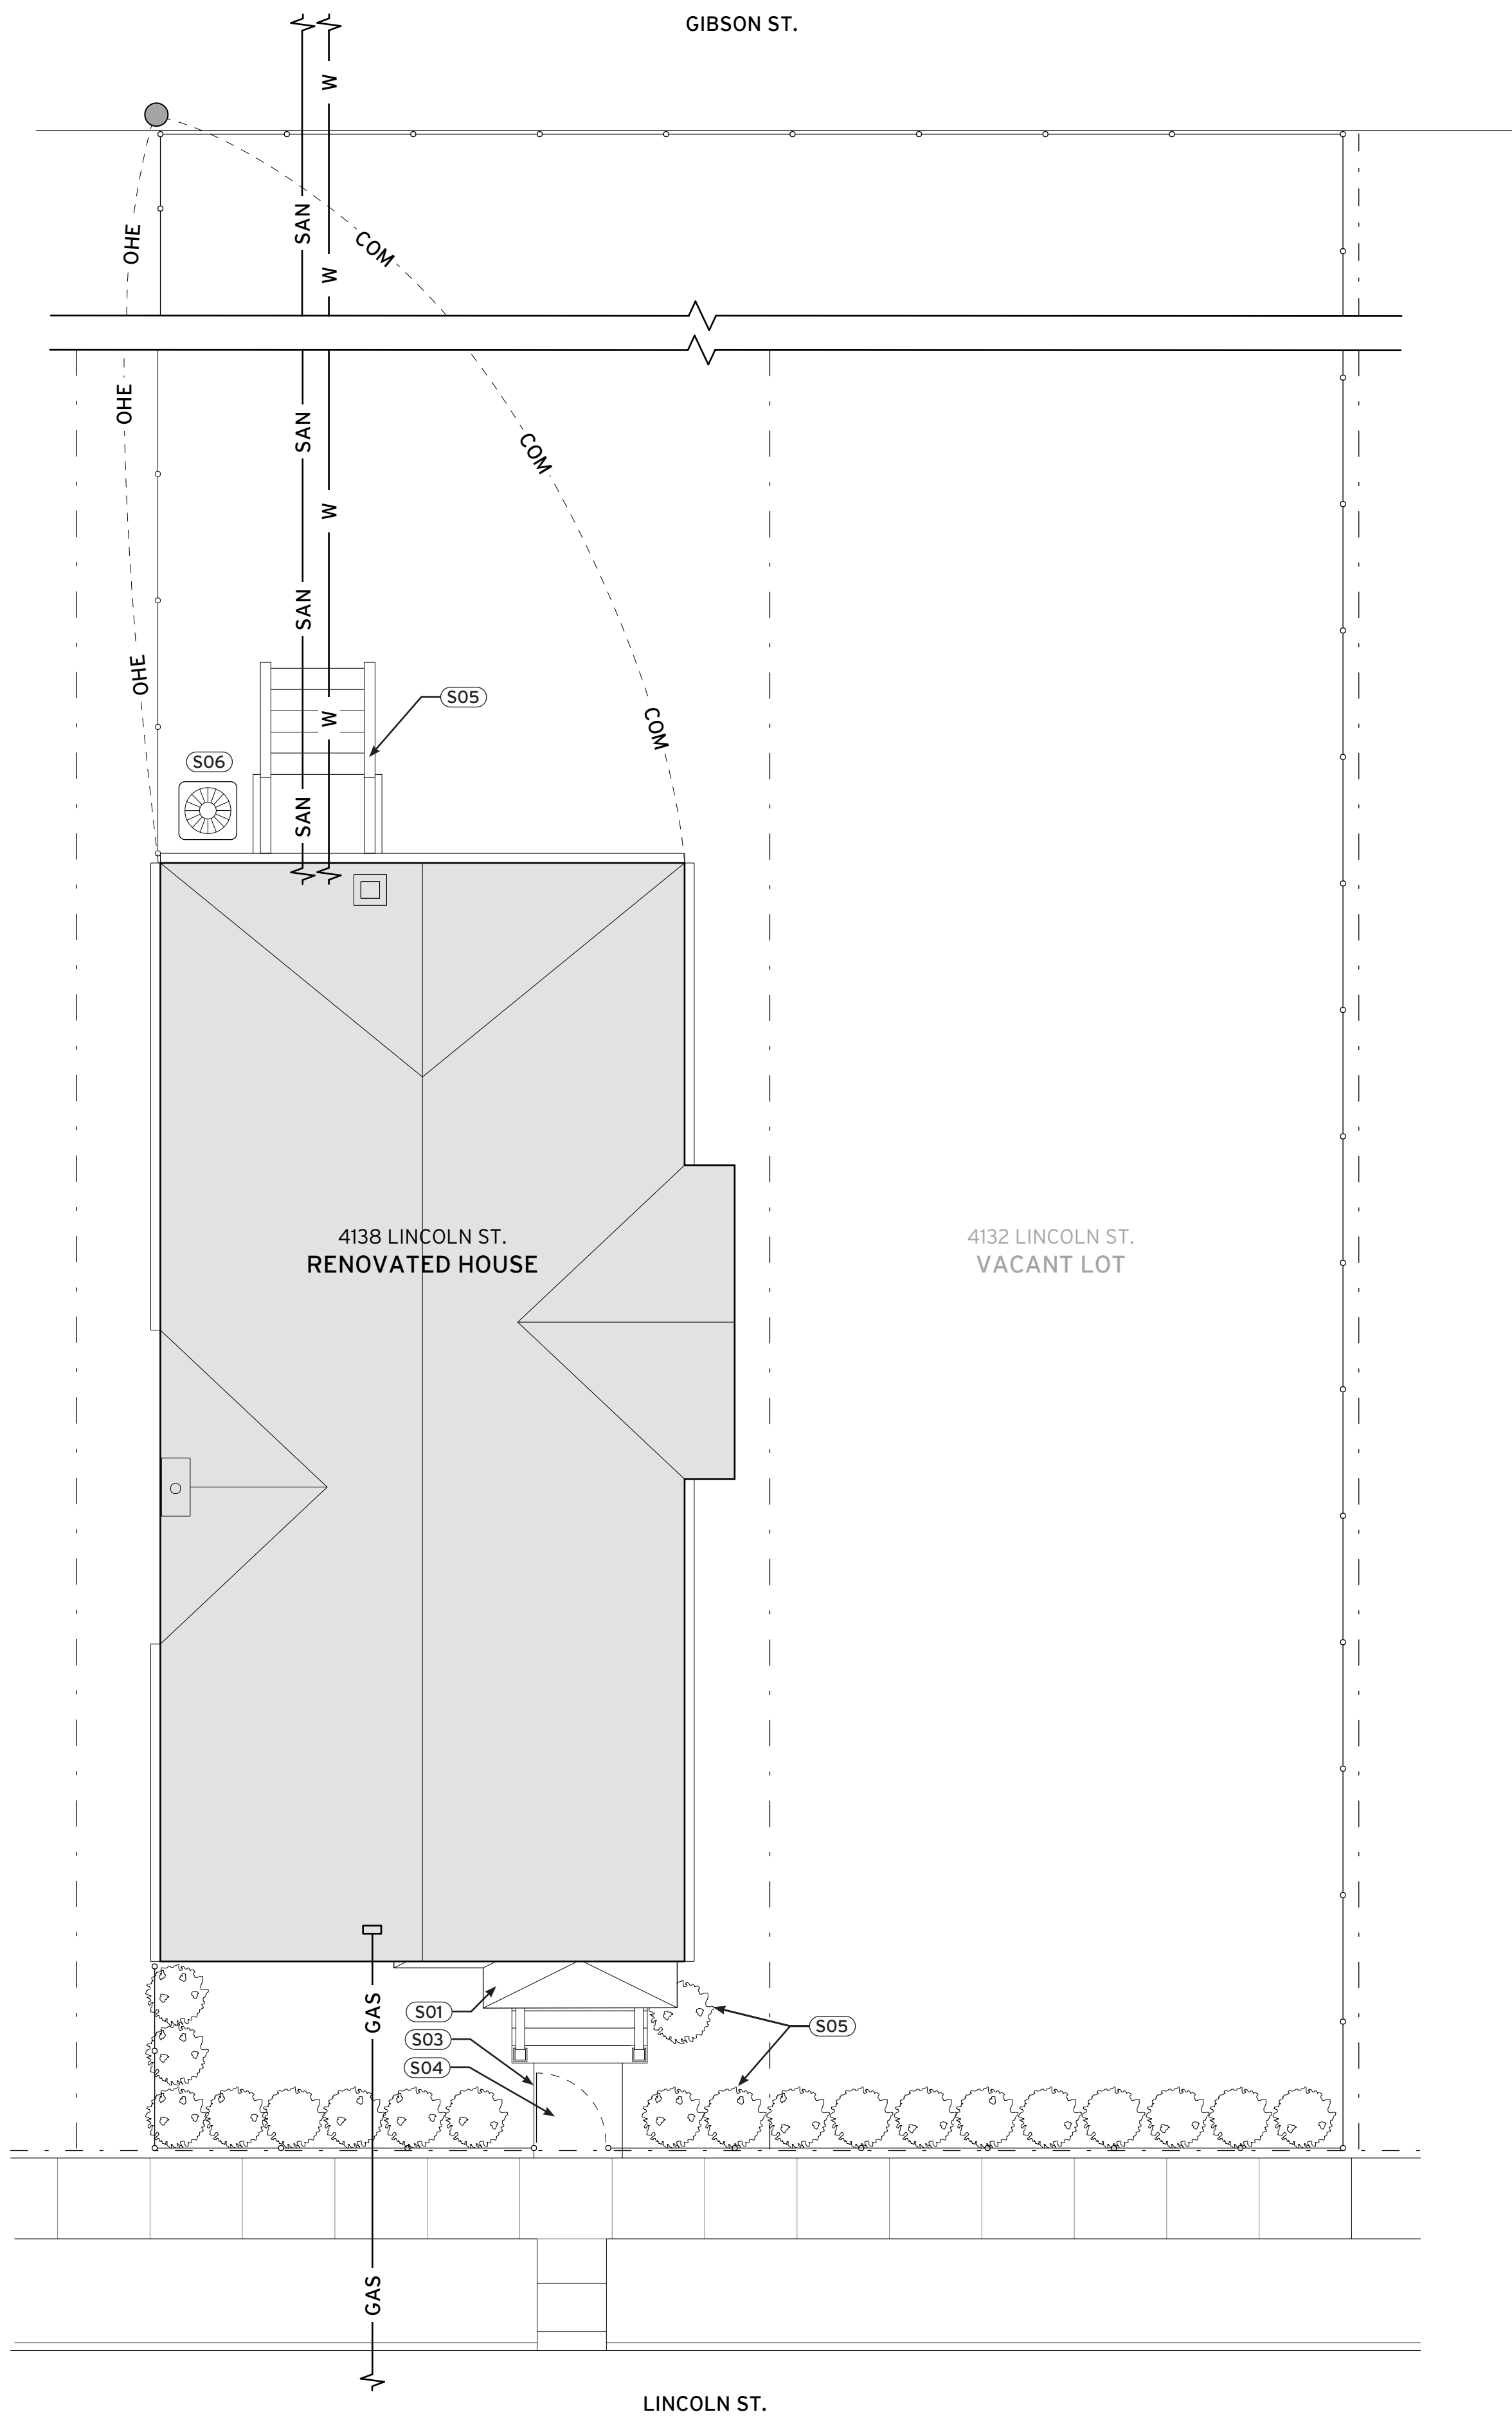 GIBSON ST.
W
SAN
OHE
COM
W
OHE
SAN
COM
W
SAN
OHE
S05
W
COM
S06
SAN
4138 LINCOLN ST.
RENOVATED HOUSE
4132 LINCOLN ST.
VACANT LOT
GAS
S01
S05
S03
S04
GAS
LINCOLN ST.